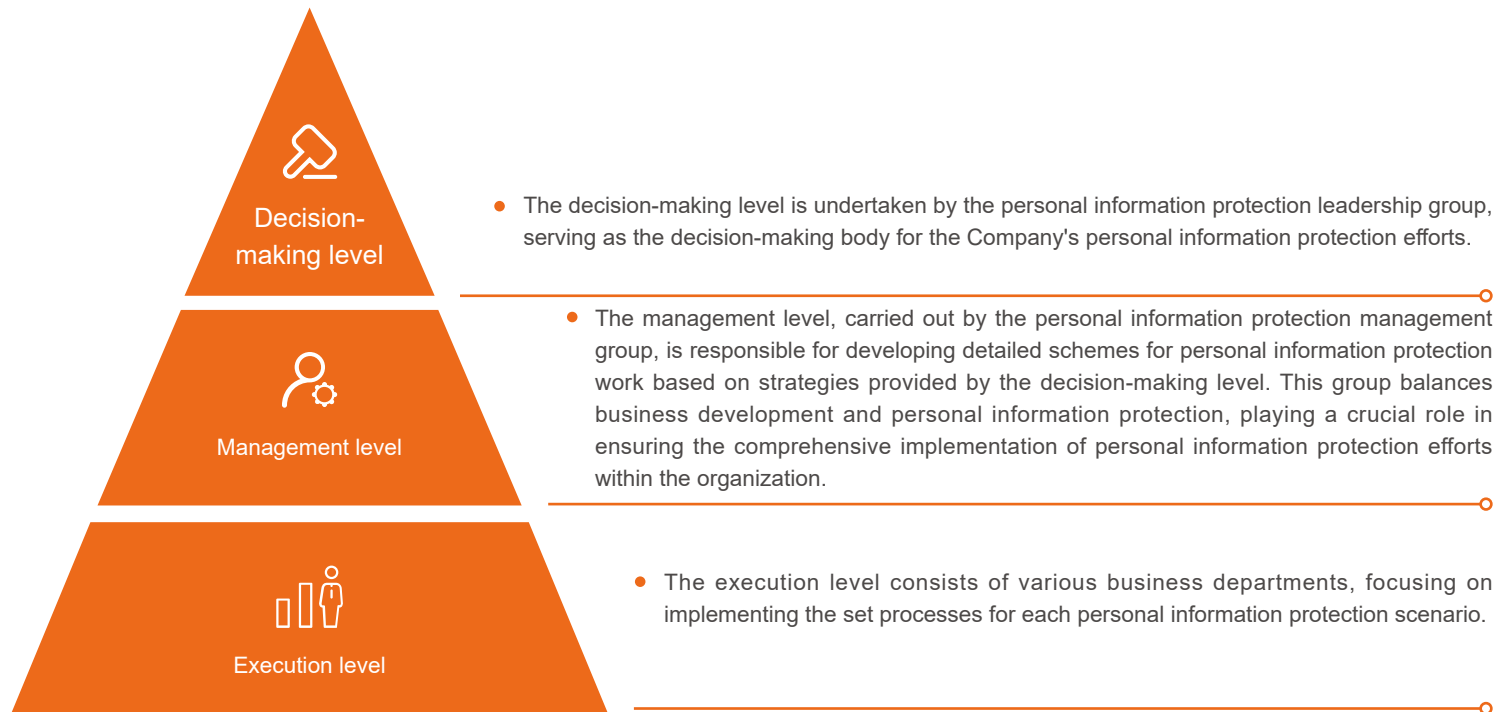 Decision-
making level
The decision-making level is undertaken by the personal information protection leadership group,
serving as the decision-making body for the Company's personal information protection efforts.
Management level
The management level, carried out by the personal information protection management
group, is responsible for developing detailed schemes for personal information protection
work based on strategies provided by the decision-making level. This group balances
business development and personal information protection, playing a crucial role in
ensuring the comprehensive implementation of personal information protection efforts
within the organization.
Execution level
The execution level consists of various business departments, focusing on
implementing the set processes for each personal information protection scenario.